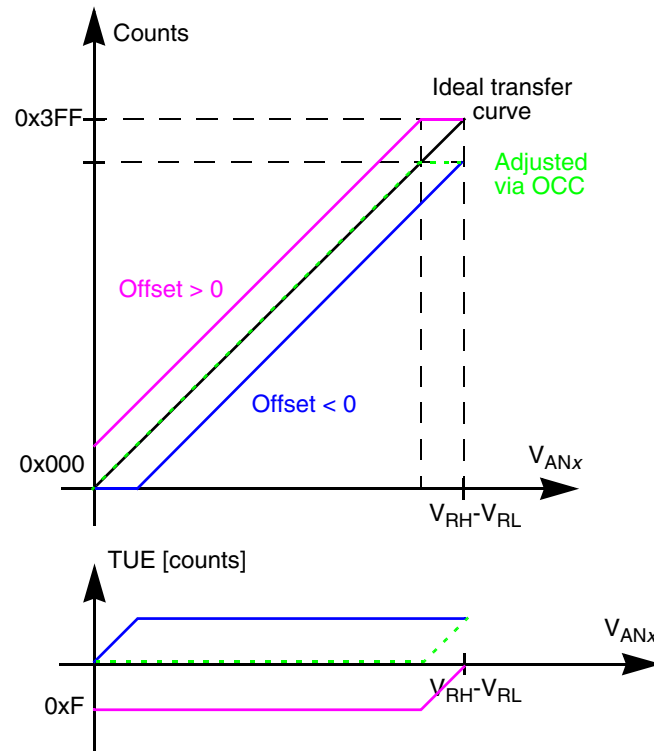 Counts
Ideal transfer
curve
0x3FF
Adjusted
via OCC
Offset > 0
Offset < 0
0x000
VANx
VRH-VRL
TUE [counts]
VANx
VRH-VRL
0xF